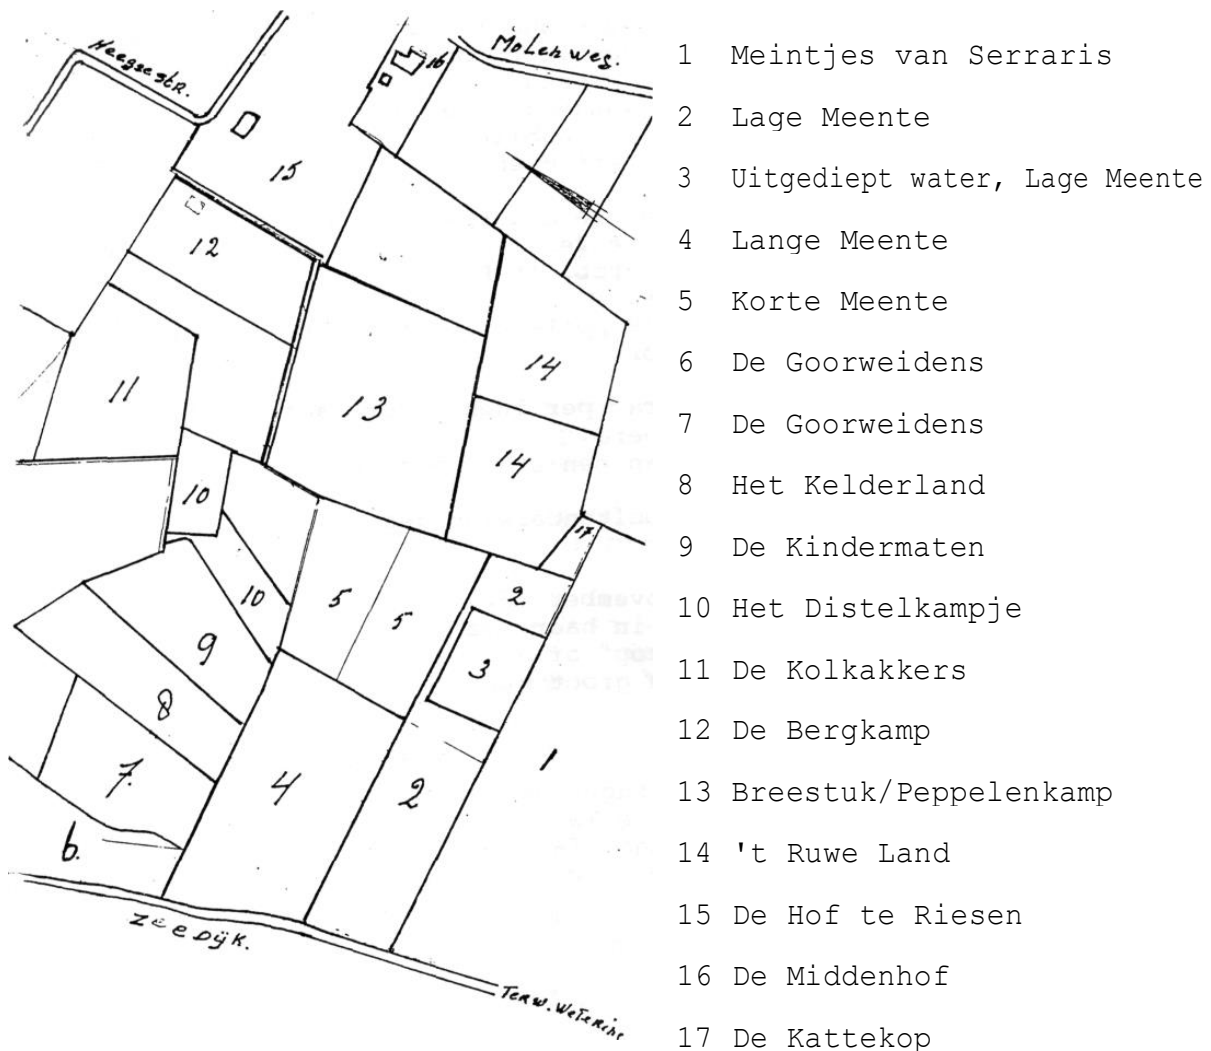 Heegsestr.
Molenweg.
16
15
12
14
11
13
14
10
17
10
5
2
5
9
3
8
1
7.
4
2
6.
Zeedijk.
Terw. Wetering
1 Meintjes van Serraris
2 Lage Meente
3 Uitgediept water, Lage Meente
4 Lange Meente
5 Korte Meente
6 De Goorweidens
7 De Goorweidens
8 Het Kelderland
9 De Kindermaten
10 Het Distelkampje
11 De Kolkakkers
12 De Bergkamp
13 Breestuk/Peppelenkamp
14 't Ruwe Land
15 De Hof te Riesen
16 De Middenhof
17 De Kattekop